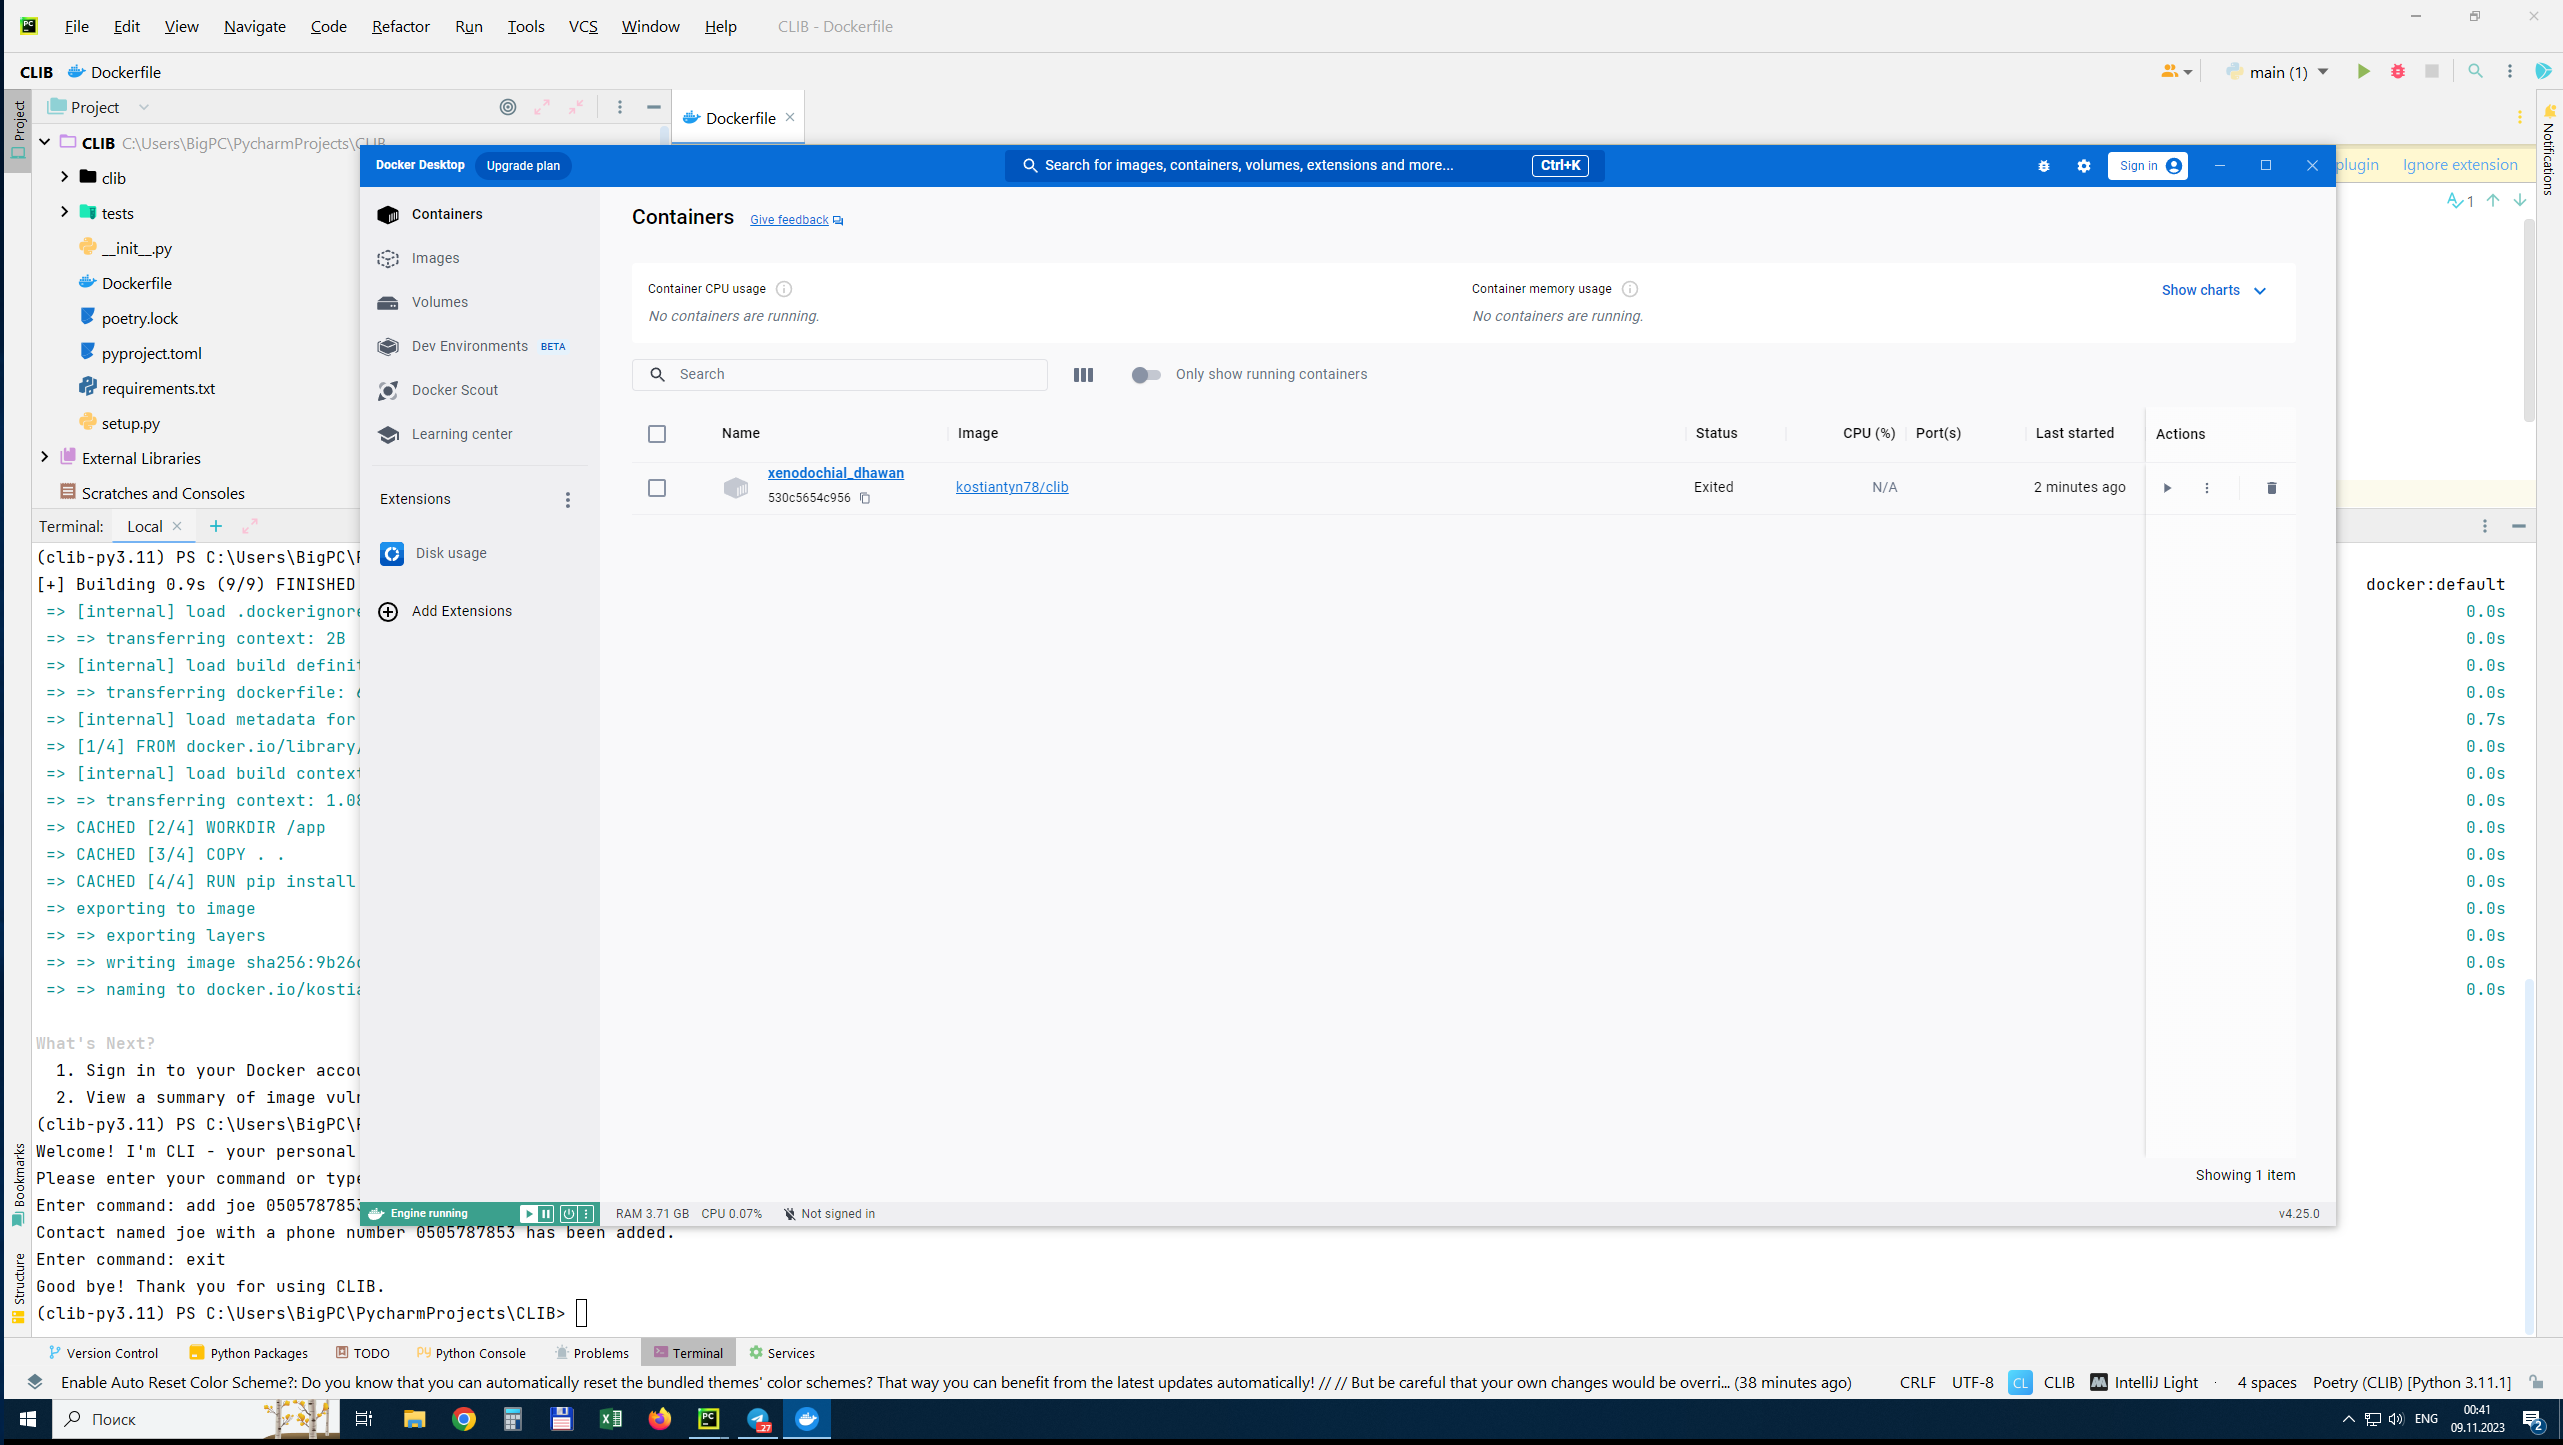 File Edit View Navigate Code Refactor Run Tools VCS Window Help CLIB - Dockerfile
CLIB Dockerfile main (1)
Project
Project
Dockerfile
Notifications
CLIB C:\Users\BigPC\PycharmProjects\CLIB
clib
tests
__init__.py
Dockerfile
poetry.lock
pyproject.toml
requirements.txt
setup.py
External Libraries
Scratches and Consoles
plugin Ignore extension
1
Docker Desktop Upgrade plan Search for images, containers, volumes, extensions and more... Ctrl+K Sign in
Containers
Images
Volumes
Dev Environments BETA
Docker Scout
Learning center
Extensions
Disk usage
Add Extensions
Containers Give feedback
Container CPU usage
No containers are running.
Container memory usage
No containers are running.
Show charts
Search Only show running containers
Name Image Status CPU (%) Port(s) Last started Actions
xenodochial_dhawan
530c5654c956
kostiantyn78/clib Exited N/A 2 minutes ago
Showing 1 item
Engine running RAM 3.71 GB CPU 0.07% Not signed in v4.25.0
Terminal: Local
(clib-py3.11) PS C:\Users\BigPC\
[+] Building 0.9s (9/9) FINISHED docker:default
=> [internal] load .dockerignore 0.0s
=> => transferring context: 2B 0.0s
=> [internal] load build definit 0.0s
=> => transferring dockerfile: 0.0s
=> [internal] load metadata for 0.7s
=> [1/4] FROM docker.io/library/ 0.0s
=> [internal] load build context 0.0s
=> => transferring context: 1.08 0.0s
=> CACHED [2/4] WORKDIR /app 0.0s
=> CACHED [3/4] COPY . . 0.0s
=> CACHED [4/4] RUN pip install 0.0s
=> exporting to image 0.0s
=> => exporting layers 0.0s
=> => writing image sha256:9b26 0.0s
=> => naming to docker.io/kostia 0.0s
What's Next?
1. Sign in to your Docker accou
2. View a summary of image vuln
(clib-py3.11) PS C:\Users\BigPC\
Welcome! I'm CLI - your personal
Please enter your command or type
Enter command: add joe 0505787853
Contact named joe with a phone number 0505787853 has been added.
Enter command: exit
Good bye! Thank you for using CLIB.
(clib-py3.11) PS C:\Users\BigPC\PycharmProjects\CLIB>
Bookmarks
Structure
Version Control Python Packages TODO Python Console Problems Terminal Services
Enable Auto Reset Color Scheme?: Do you know that you can automatically reset the bundled themes' color schemes? That way you can benefit from the latest updates automatically! // // But be careful that your own changes would be overri... (38 minutes ago) CRLF UTF-8 CL CLIB IntelliJ Light 4 spaces Poetry (CLIB) [Python 3.11.1]
Поиск 27 ENG 00:41
09.11.2023 2